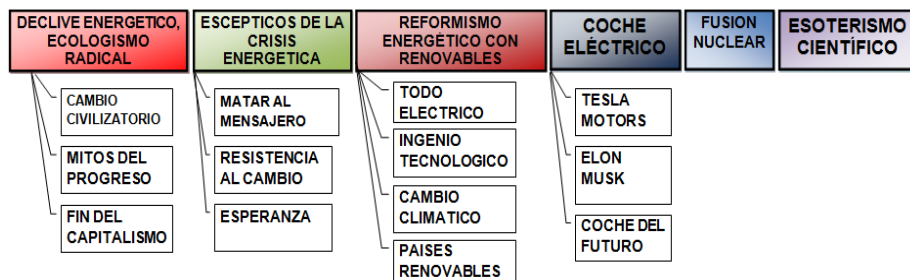 DECLIVE ENERGETICO,
ECOLOGISMO
RADICAL
CAMBIO
CIVILIZATORIO
MITOS DEL
PROGRESO
FIN DEL
CAPITALISMO
ESCEPTICOS DE LA
CRISIS
ENERGETICA
MATAR AL
MENSAJERO
RESISTENCIA
AL CAMBIO
ESPERANZA
REFORMISMO
ENERGÉTICO CON
RENOVABLES
TODO
ELECTRICO
INGENIO
TECNOLOGICO
CAMBIO
CLIMATICO
PAISES
RENOVABLES
COCHE
ELÉCTRICO
TESLA
MOTORS
ELON
MUSK
COCHE DEL
FUTURO
FUSION
NUCLEAR
ESOTERISMO
CIENTÍFICO